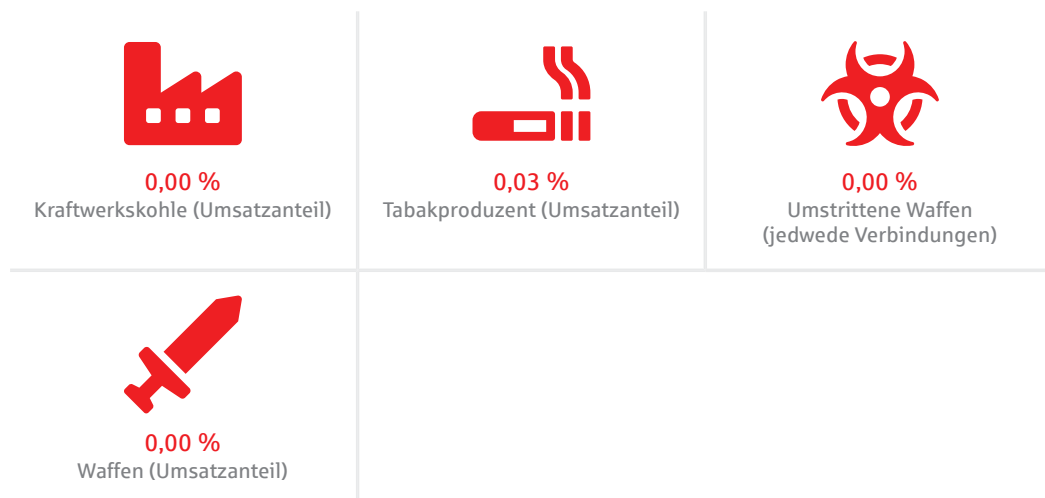 0,00 %
Kraftwerkskohle (Umsatzanteil)
0,03 %
Tabakproduzent (Umsatzanteil)
0,00 %
Umstrittene Waffen
(jedwede Verbindungen)
0,00 %
Waffen (Umsatzanteil)